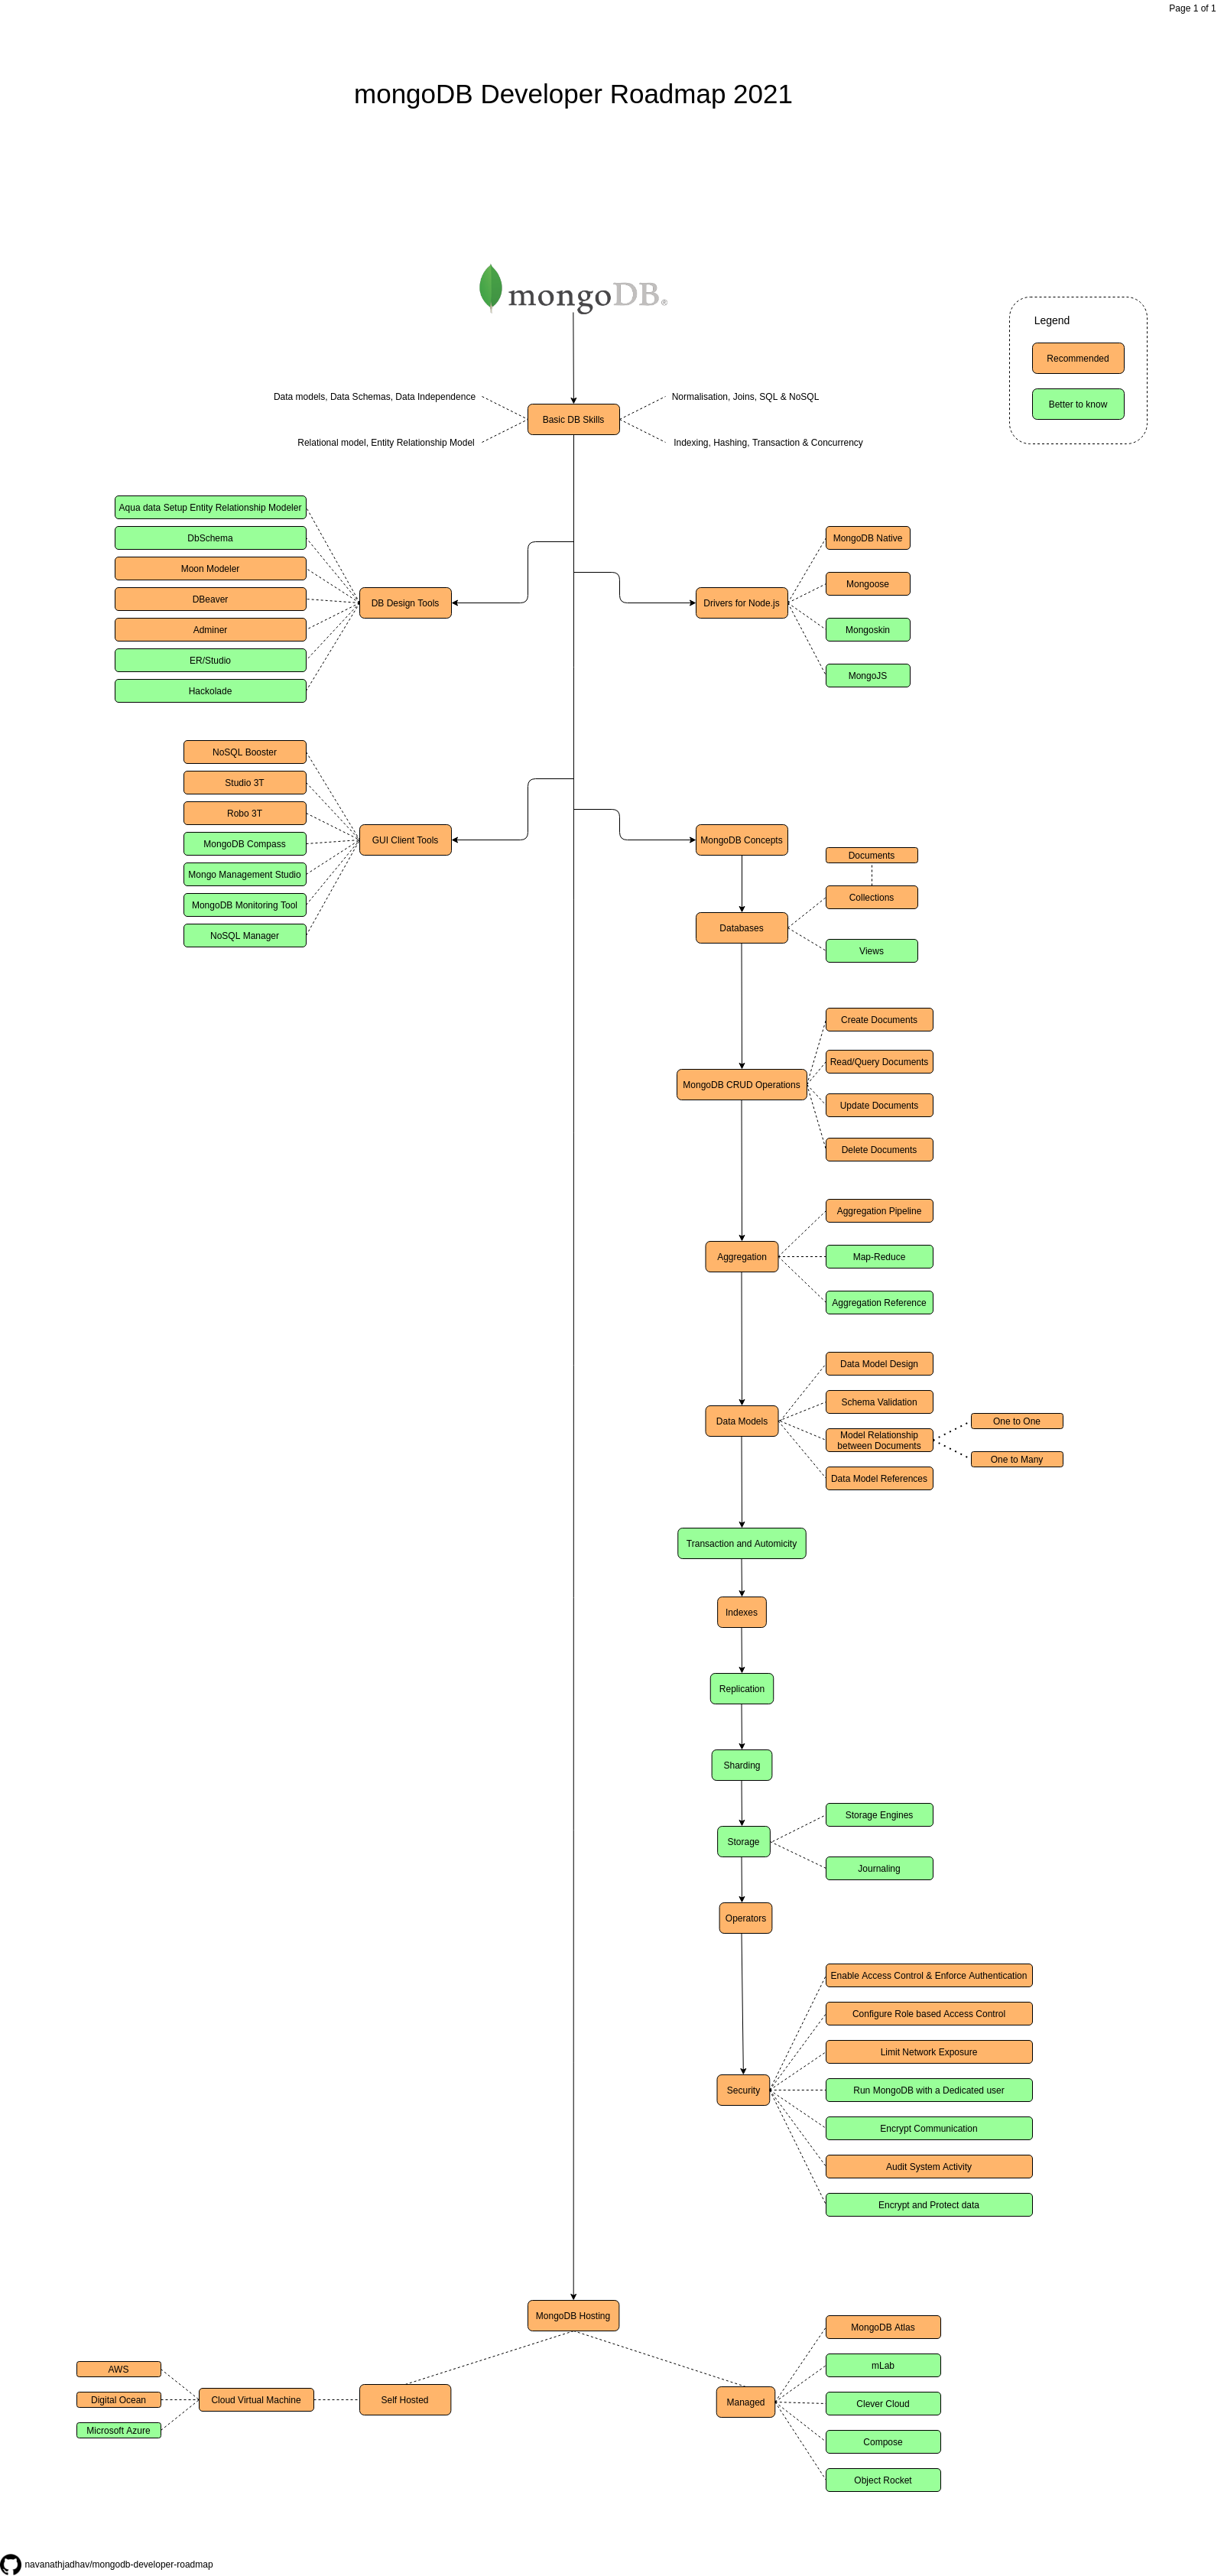 Page 1 of 1
mongoDB Developer Roadmap 2021
mongoDB®
Legend
Recommended
Better to know
Data models, Data Schemas, Data Independence
Normalisation, Joins, SQL & NoSQL
Basic DB Skills
Relational model, Entity Relationship Model
Indexing, Hashing, Transaction & Concurrency
Aqua data Setup Entity Relationship Modeler
DbSchema
Moon Modeler
DBeaver
Adminer
ER/Studio
Hackolade
DB Design Tools
Drivers for Node.js
MongoDB Native
Mongoose
Mongoskin
MongoJS
NoSQL Booster
Studio 3T
Robo 3T
MongoDB Compass
Mongo Management Studio
MongoDB Monitoring Tool
NoSQL Manager
GUI Client Tools
MongoDB Concepts
Documents
Collections
Databases
Views
Create Documents
Read/Query Documents
MongoDB CRUD Operations
Update Documents
Delete Documents
Aggregation Pipeline
Aggregation
Map-Reduce
Aggregation Reference
Data Model Design
Schema Validation
Data Models
Model Relationship
between Documents
One to One
One to Many
Data Model References
Transaction and Automicity
Indexes
Replication
Sharding
Storage Engines
Storage
Journaling
Operators
Enable Access Control & Enforce Authentication
Configure Role based Access Control
Limit Network Exposure
Security
Run MongoDB with a Dedicated user
Encrypt Communication
Audit System Activity
Encrypt and Protect data
MongoDB Hosting
AWS
Digital Ocean
Microsoft Azure
Cloud Virtual Machine
Self Hosted
Managed
MongoDB Atlas
mLab
Clever Cloud
Compose
Object Rocket
navanathjadhav/mongodb-developer-roadmap